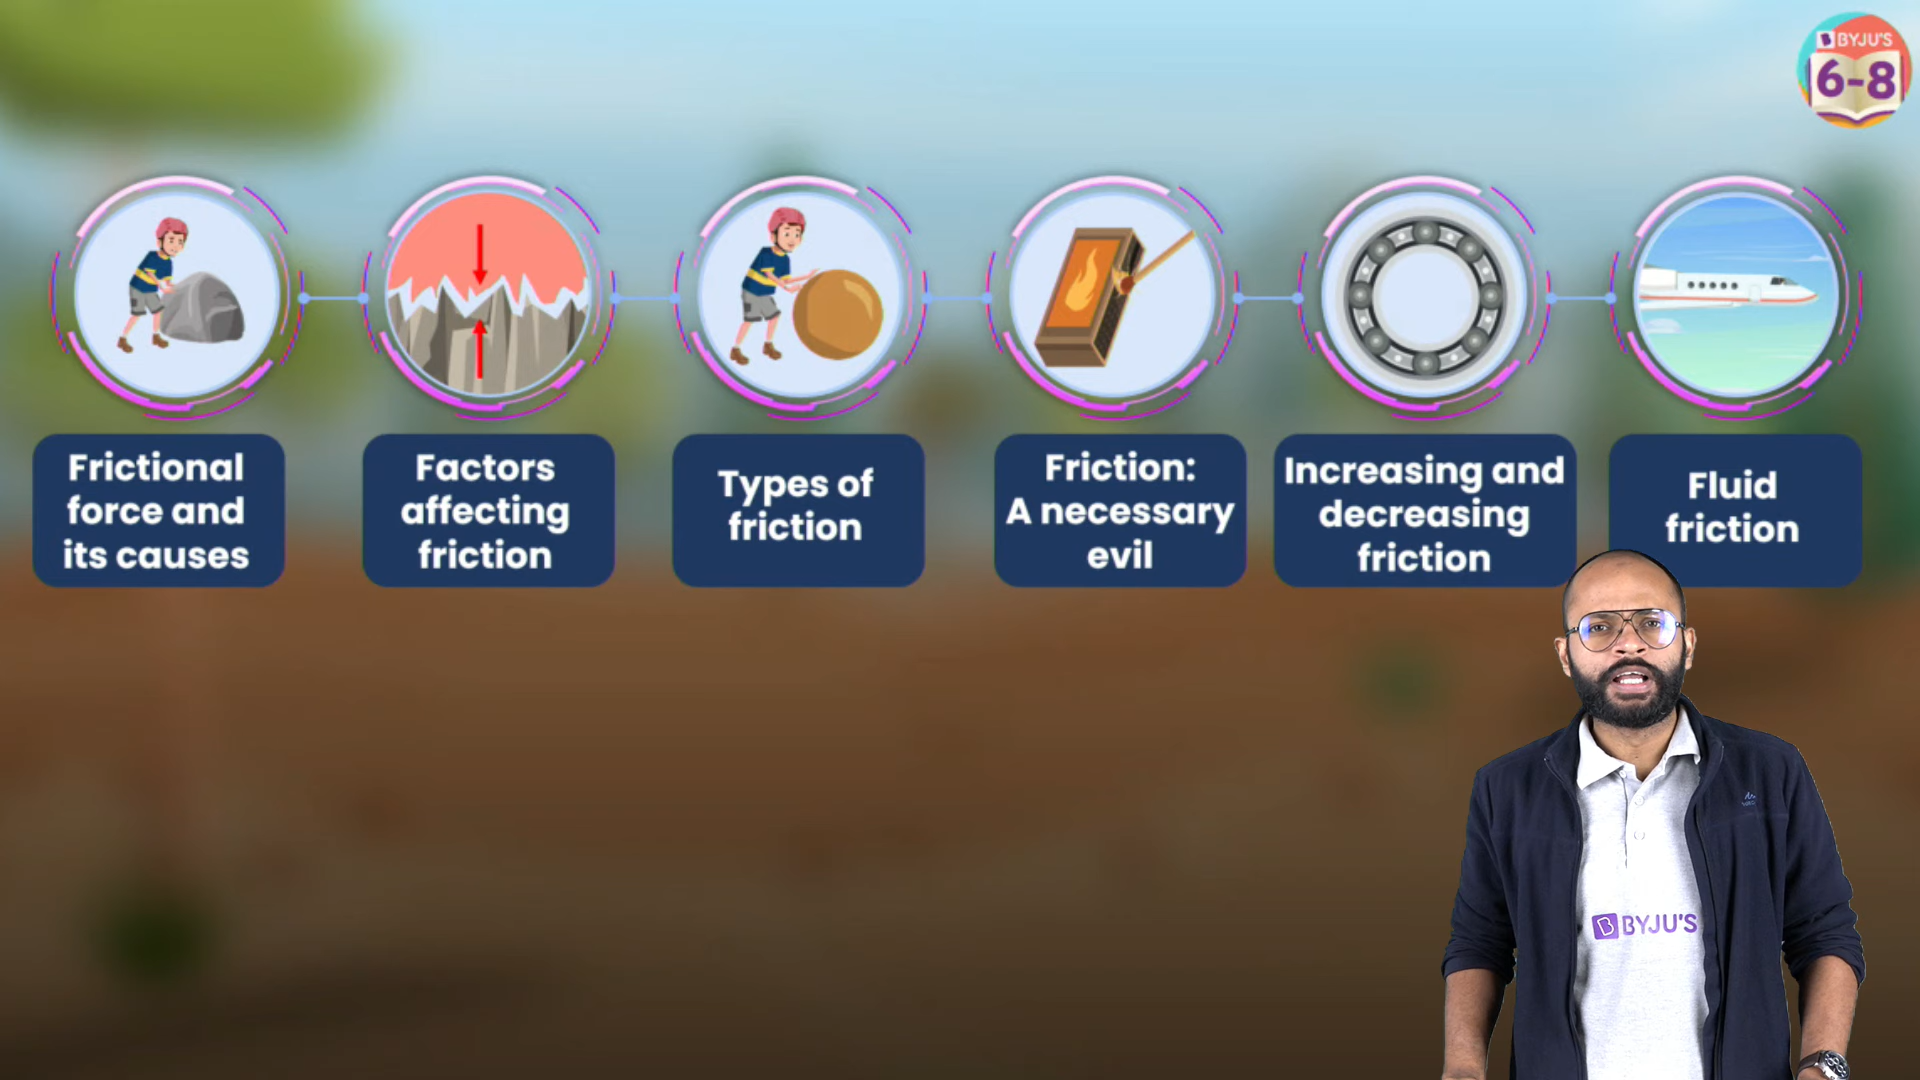 BYJU'S
6-8
Frictional
force and
its causes
Factors
affecting
friction
Types of
friction
Friction:
A necessary
evil
Increasing and
decreasing
friction
Fluid
friction
BYJU'S